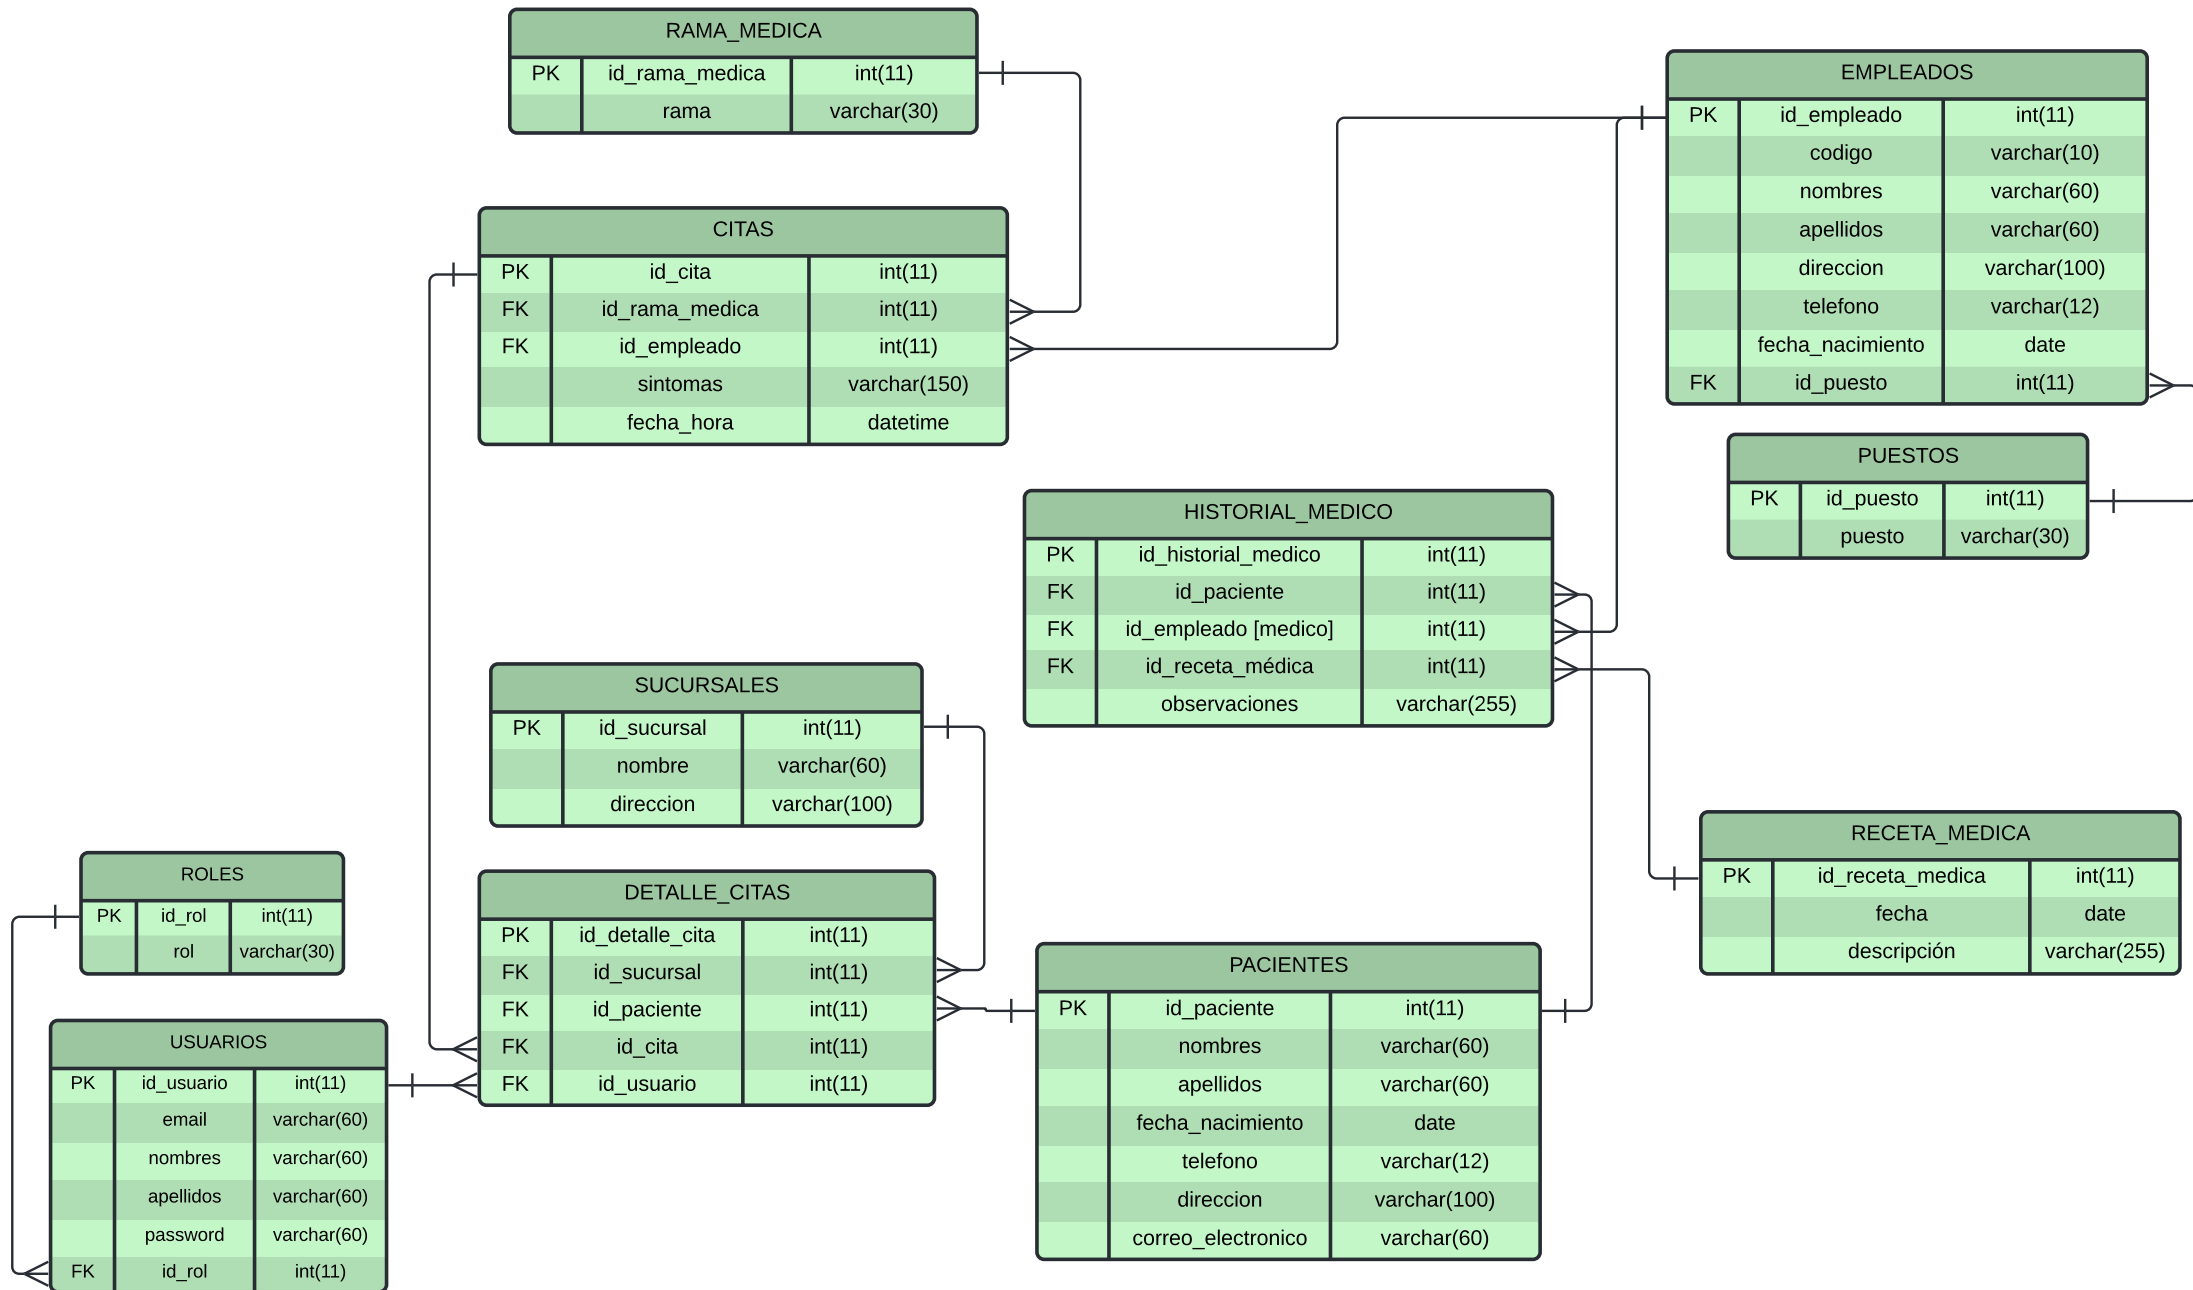 RAMA_MEDICA
PK id_rama_medica int(11)
rama varchar(30)
EMPLEADOS
PK id_empleado int(11)
codigo varchar(10)
nombres varchar(60)
apellidos varchar(60)
direccion varchar(100)
telefono varchar(12)
fecha_nacimiento date
FK id_puesto int(11)
CITAS
PK id_cita int(11)
FK id_rama_medica int(11)
FK id_empleado int(11)
sintomas varchar(150)
fecha_hora datetime
PUESTOS
PK id_puesto int(11)
puesto varchar(30)
HISTORIAL_MEDICO
PK id_historial_medico int(11)
FK id_paciente int(11)
FK id_empleado [medico] int(11)
FK id_receta_médica int(11)
observaciones varchar(255)
SUCURSALES
PK id_sucursal int(11)
nombre varchar(60)
direccion varchar(100)
RECETA_MEDICA
PK id_receta_medica int(11)
fecha date
descripción varchar(255)
ROLES
PK id_rol int(11)
rol varchar(30)
DETALLE_CITAS
PK id_detalle_cita int(11)
FK id_sucursal int(11)
FK id_paciente int(11)
FK id_cita int(11)
FK id_usuario int(11)
PACIENTES
PK id_paciente int(11)
nombres varchar(60)
apellidos varchar(60)
fecha_nacimiento date
telefono varchar(12)
direccion varchar(100)
correo_electronico varchar(60)
USUARIOS
PK id_usuario int(11)
email varchar(60)
nombres varchar(60)
apellidos varchar(60)
password varchar(60)
FK id_rol int(11)